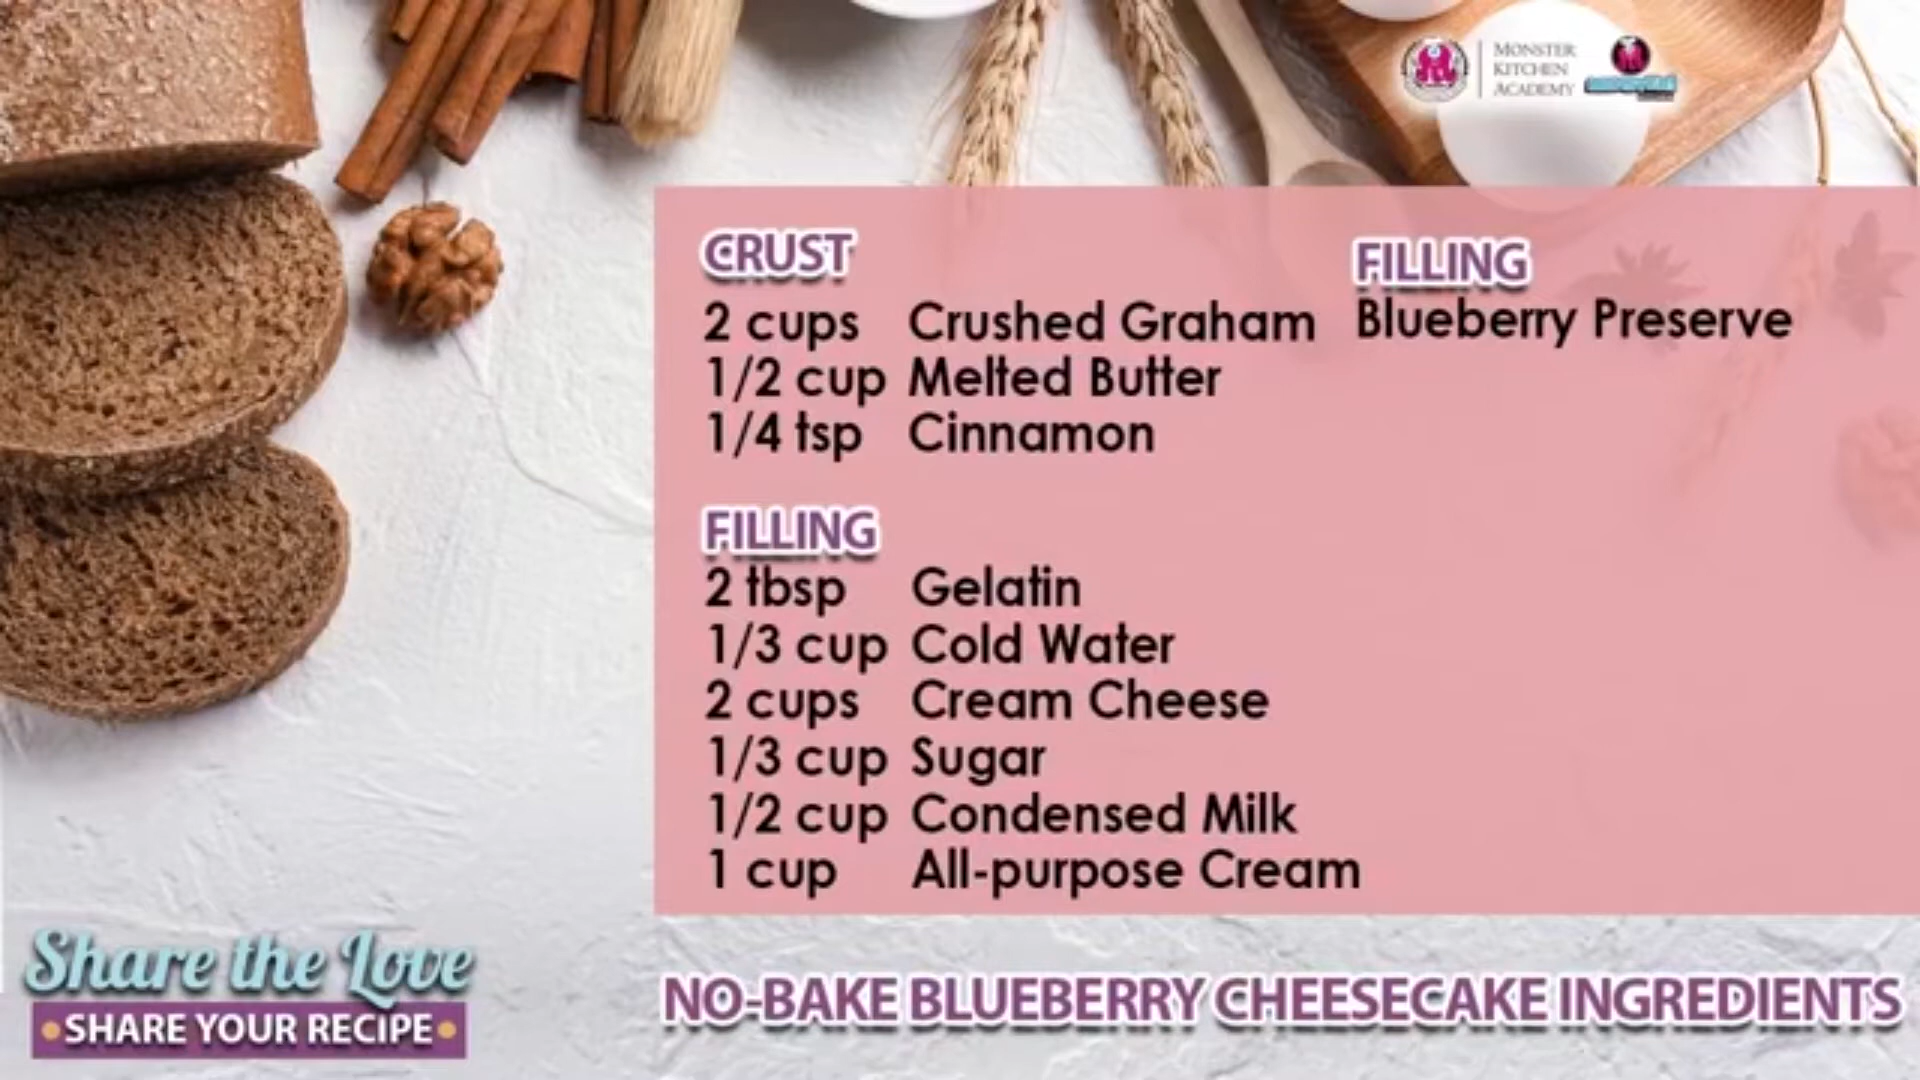 MONSTER
KITCHEN
ACADEMY
CRUST
2 cups Crushed Graham
1/2 cup Melted Butter
1/4 tsp Cinnamon
FILLING
2 tbsp Gelatin
1/3 cup Cold Water
2 cups Cream Cheese
1/3 cup Sugar
1/2 cup Condensed Milk
1 cup All-purpose Cream
FILLING
Blueberry Preserve
Share the Love
SHARE YOUR RECIPE
NO-BAKE BLUEBERRY CHEESECAKE INGREDIENTS